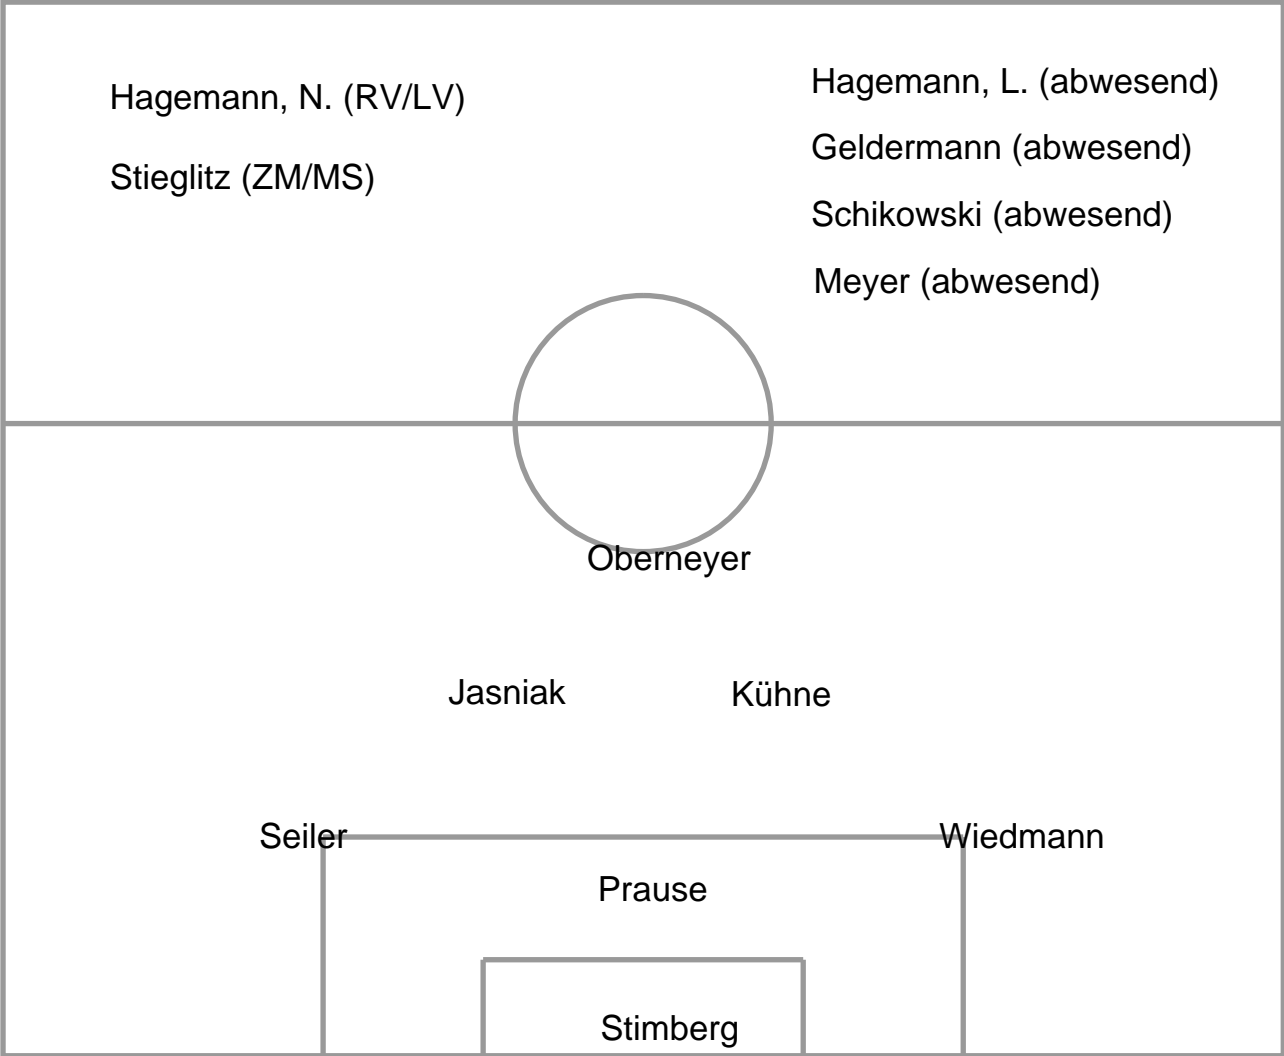 Hagemann, N. (RV/LV)
Stieglitz (ZM/MS)
Hagemann, L. (abwesend)
Geldermann (abwesend)
Schikowski (abwesend)
Meyer (abwesend)
Oberneyer
Jasniak
Kühne
Seiler
Wiedmann
Prause
Stimberg